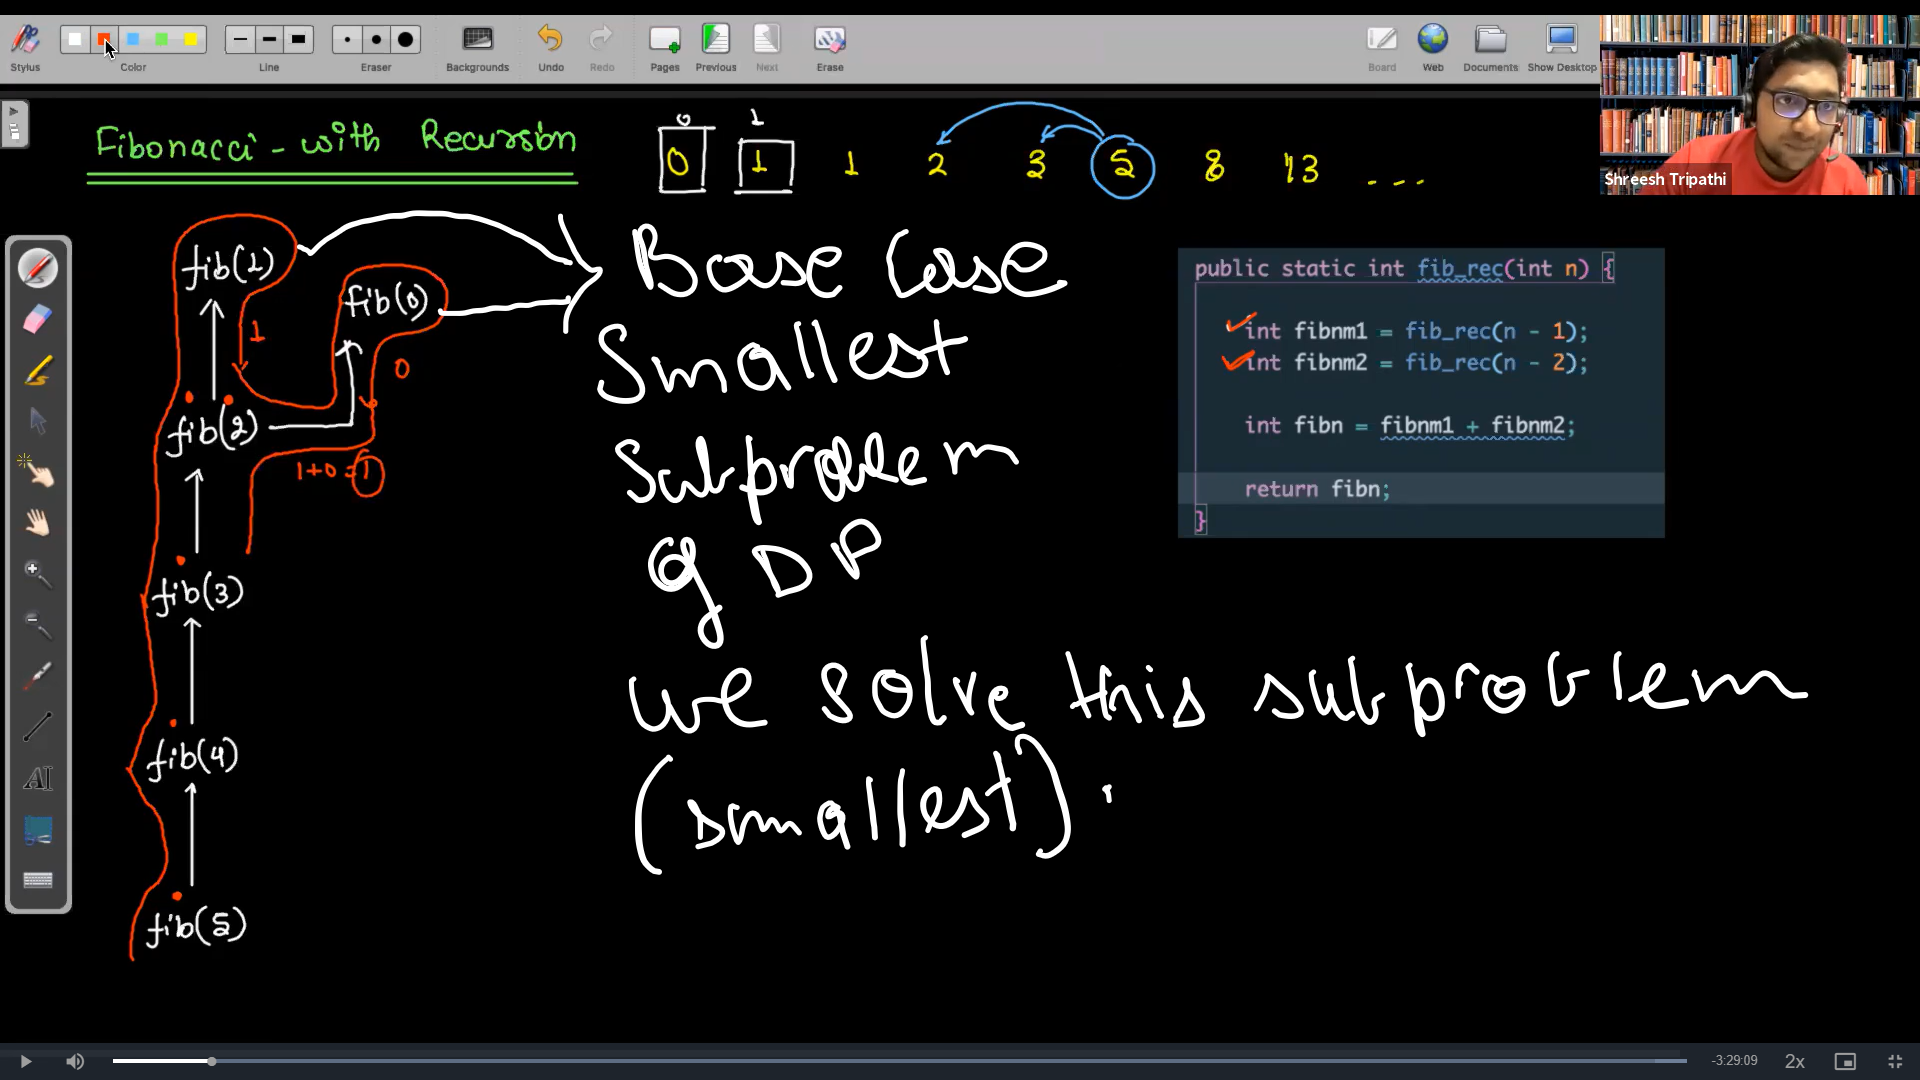 Stylus
Color
Line
Eraser
Backgrounds
Undo
Redo
Pages
Previous
Next
Erase
Board
Web
Documents
Show Desktop
Shreesh Tripathi
Fibonacci - with Recursion
0 1
0 1 1 2 3 5 8 13 ...
fib(1)
fib(0)
1
0
fib(2)
1+0=1
fib(3)
fib(4)
fib(5)
Base Case
Smallest
Subproblem
of DP
we solve this subproblem
(smallest)
public static int fib_rec(int n) {
int fibnm1 = fib_rec(n - 1);
int fibnm2 = fib_rec(n - 2);
int fibn = fibnm1 + fibnm2;
return fibn;
}
AI
-3:29:09
2x